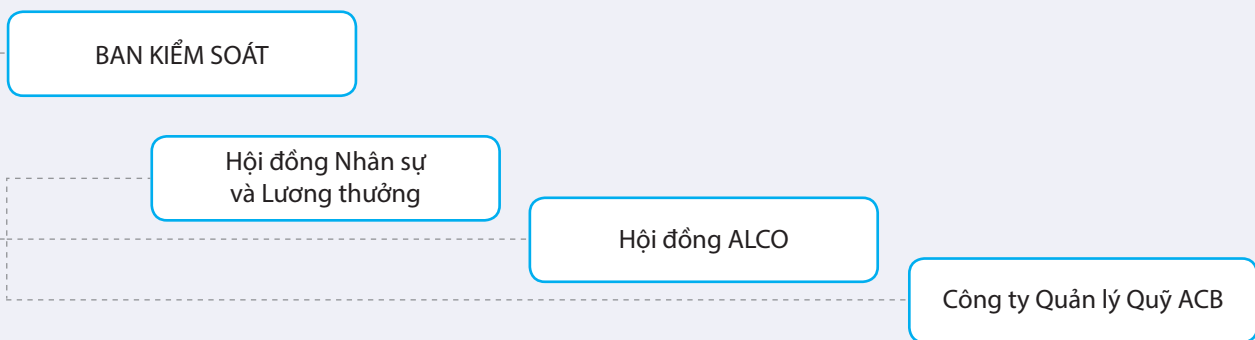 BAN KIỂM SOÁT
Hội đồng Nhân sự
và Lương thưởng
Hội đồng ALCO
Công ty Quản lý Quỹ ACB